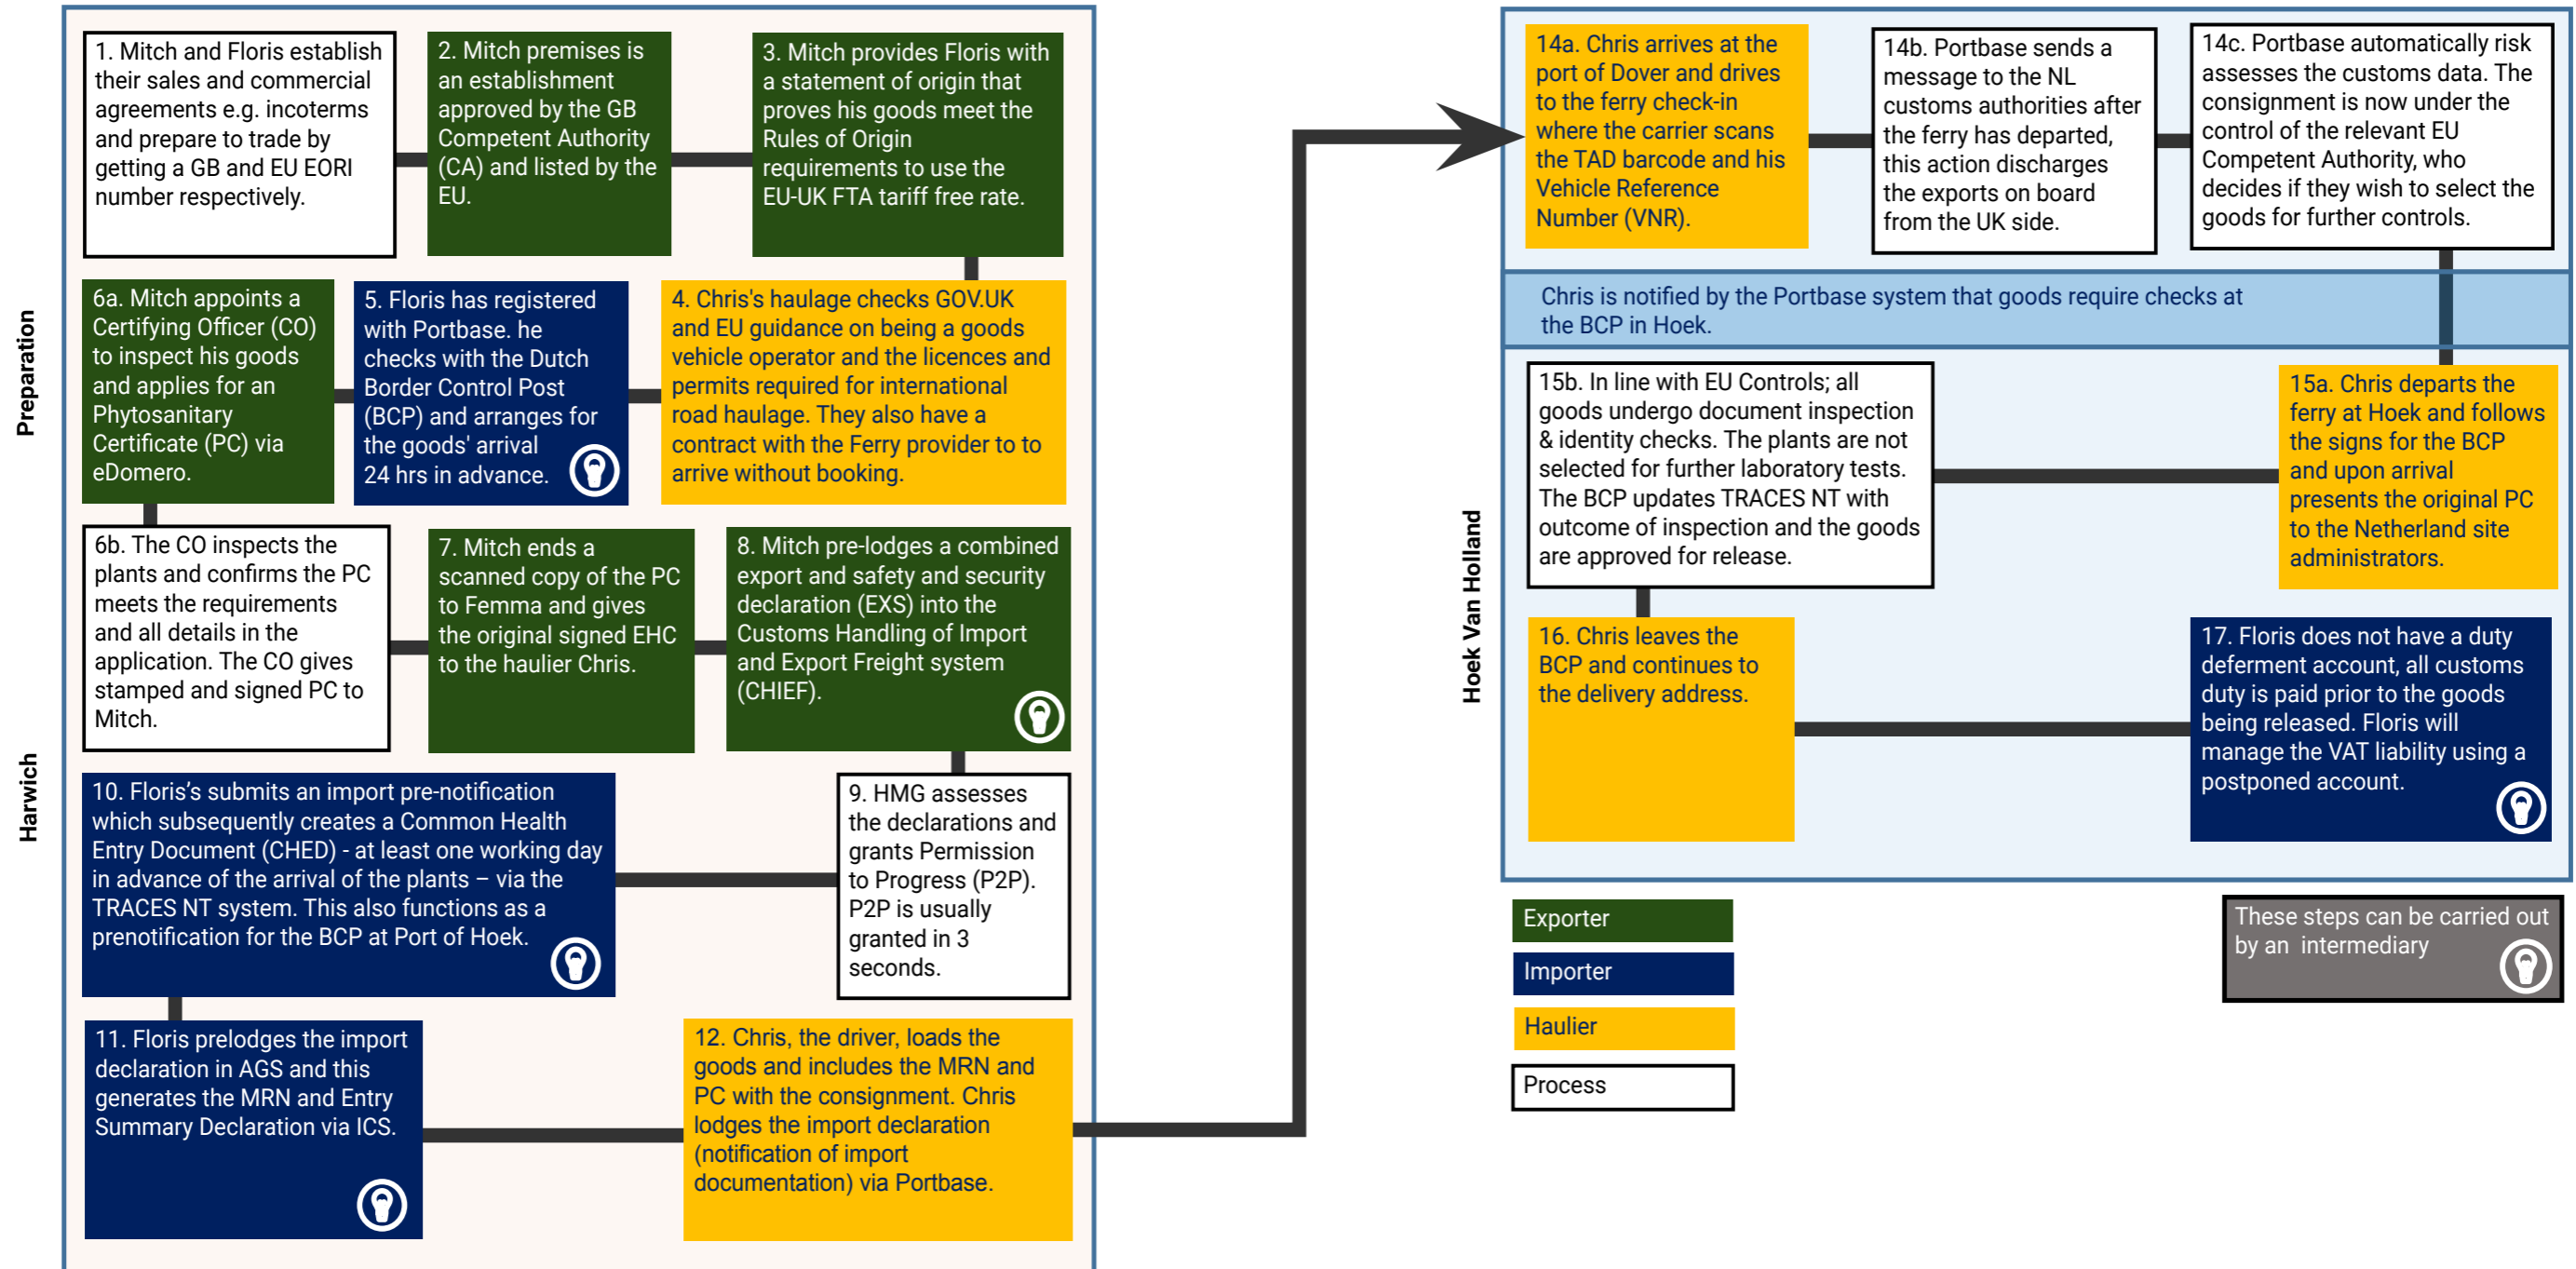 Preparation
Harwich
1. Mitch and Floris establish
their sales and commercial
agreements e.g. incoterms
and prepare to trade by
getting a GB and EU EORI
number respectively.
2. Mitch premises is
an establishment
approved by the GB
Competent Authority
(CA) and listed by the
EU.
3. Mitch provides Floris with
a statement of origin that
proves his goods meet the
Rules of Origin
requirements to use the
EU-UK FTA tariff free rate.
4. Chris's haulage checks GOV.UK
and EU guidance on being a goods
vehicle operator and the licences and
permits required for international
road haulage. They also have a
contract with the Ferry provider to to
arrive without booking.
5. Floris has registered
with Portbase. he
checks with the Dutch
Border Control Post
(BCP) and arranges for
the goods' arrival
24 hrs in advance.
6a. Mitch appoints a
Certifying Officer (CO)
to inspect his goods
and applies for an
Phytosanitary
Certificate (PC) via
eDomero.
6b. The CO inspects the
plants and confirms the PC
meets the requirements
and all details in the
application. The CO gives
stamped and signed PC to
Mitch.
7. Mitch ends a
scanned copy of the PC
to Femma and gives
the original signed EHC
to the haulier Chris.
8. Mitch pre-lodges a combined
export and safety and security
declaration (EXS) into the
Customs Handling of Import
and Export Freight system
(CHIEF).
9. HMG assesses
the declarations and
grants Permission
to Progress (P2P).
P2P is usually
granted in 3
seconds.
10. Floris’s submits an import pre-notification
which subsequently creates a Common Health
Entry Document (CHED) - at least one working day
in advance of the arrival of the plants – via the
TRACES NT system. This also functions as a
prenotification for the BCP at Port of Hoek.
11. Floris prelodges the import
declaration in AGS and this
generates the MRN and Entry
Summary Declaration via ICS.
12. Chris, the driver, loads the
goods and includes the MRN and
PC with the consignment. Chris
lodges the import declaration
(notification of import
documentation) via Portbase.
Hoek Van Holland
14a. Chris arrives at the
port of Dover and drives
to the ferry check-in
where the carrier scans
the TAD barcode and his
Vehicle Reference
Number (VNR).
14b. Portbase sends a
message to the NL
customs authorities after
the ferry has departed,
this action discharges
the exports on board
from the UK side.
14c. Portbase automatically risk
assesses the customs data. The
consignment is now under the
control of the relevant EU
Competent Authority, who
decides if they wish to select the
goods for further controls.
Chris is notified by the Portbase system that goods require checks at
the BCP in Hoek.
15a. Chris departs the
ferry at Hoek and follows
the signs for the BCP
and upon arrival
presents the original PC
to the Netherland site
administrators.
15b. In line with EU Controls; all
goods undergo document inspection
& identity checks. The plants are not
selected for further laboratory tests.
The BCP updates TRACES NT with
outcome of inspection and the goods
are approved for release.
16. Chris leaves the
BCP and continues to
the delivery address.
17. Floris does not have a duty
deferment account, all customs
duty is paid prior to the goods
being released. Floris will
manage the VAT liability using a
postponed account.
Exporter
Importer
Haulier
Process
These steps can be carried out
by an  intermediary